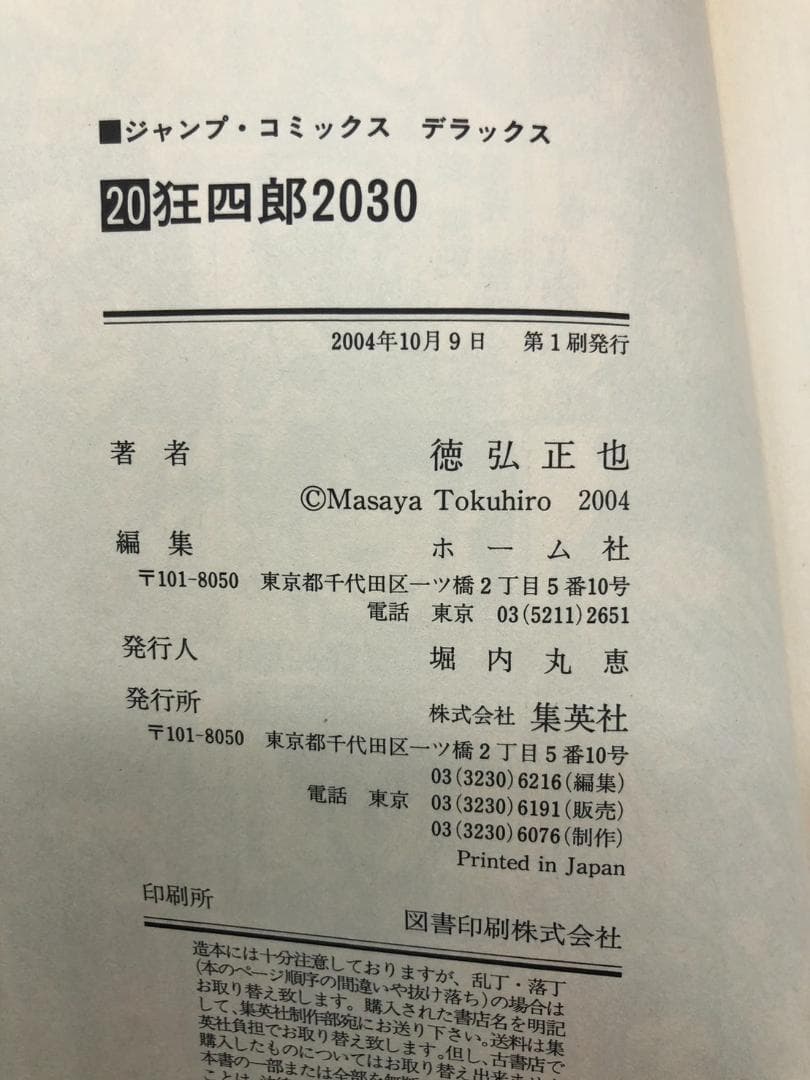 ■ジャンプ・コミックス デラックス
20 狂四郎2030
2004年10月9日 第1刷発行
著者 徳弘正也
©Masaya Tokuhiro 2004
編集 ホーム社
〒101-8050 東京都千代田区一ツ橋2丁目5番10号
電話 東京 03(5211)2651
発行人 堀内丸恵
発行所 株式会社 集英社
〒101-8050 東京都千代田区一ツ橋2丁目5番10号
03(3230)6216(編集)
電話 東京 03(3230)6191(販売)
03(3230)6076(制作)
Printed in Japan
印刷所 図書印刷株式会社
造本には十分注意しておりますが、乱丁・落丁
(本のページ順序の間違いや抜け落ち)の場合は
お取り替え致します。購入された書店名を明記
して、集英社制作部宛にお送り下さい。送料は集
英社負担でお取り替え致します。但し、古書店で
購入したものについてはお取り替え出来ません
本書の一部または全部を無断